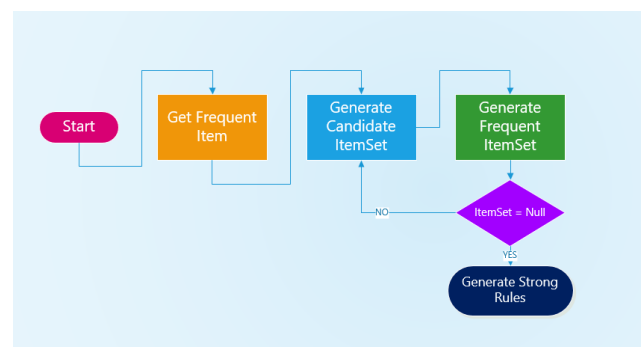 Start
Get Frequent
Item
Generate
Candidate
ItemSet
Generate
Frequent
ItemSet
ItemSet = Null
NO
YES
Generate Strong
Rules